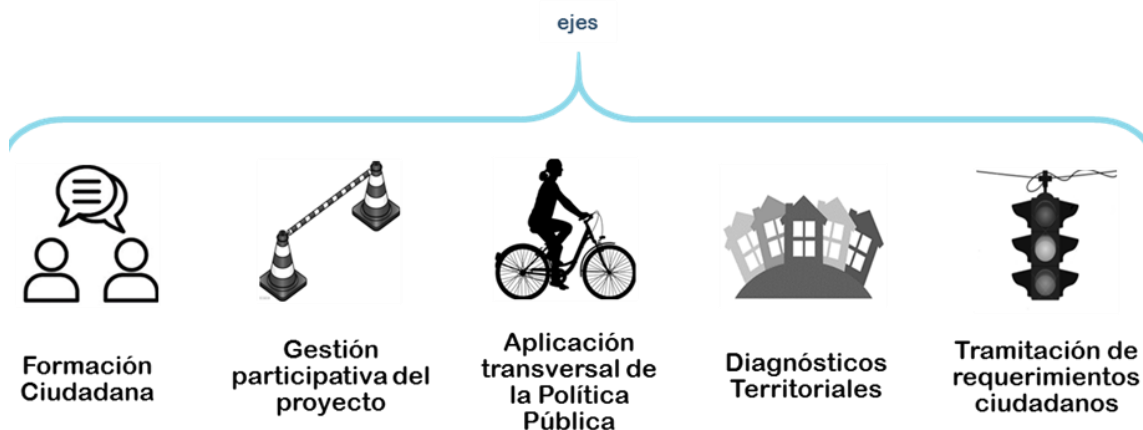 ejes
Formación
Ciudadana
Gestión
participativa del
proyecto
Aplicación
transversal de
la Política
Pública
Diagnósticos
Territoriales
Tramitación de
requerimientos
ciudadanos